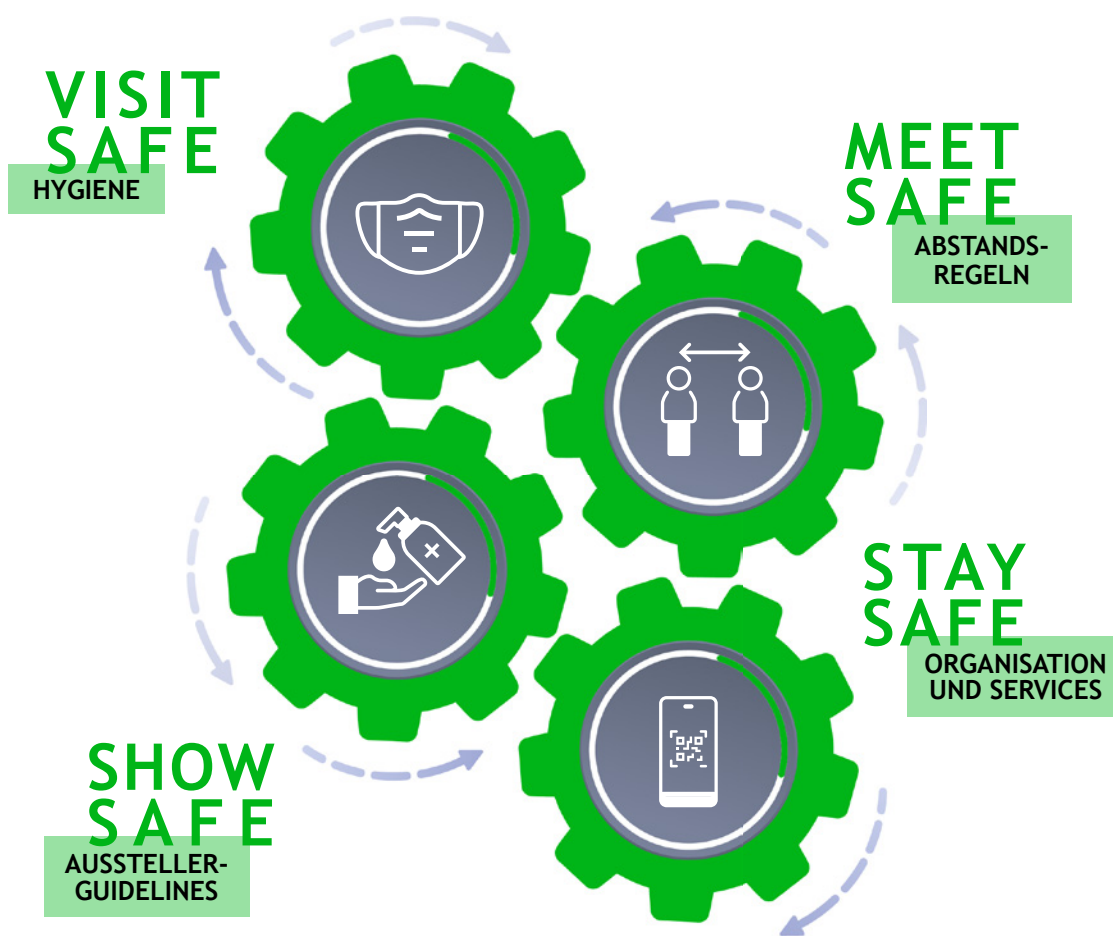 VISIT
SAFE
HYGIENE
MEET
SAFE
ABSTANDS-
REGELN
STAY
SAFE
ORGANISATION
UND SERVICES
SHOW
SAFE
AUSSTELLER-
GUIDELINES